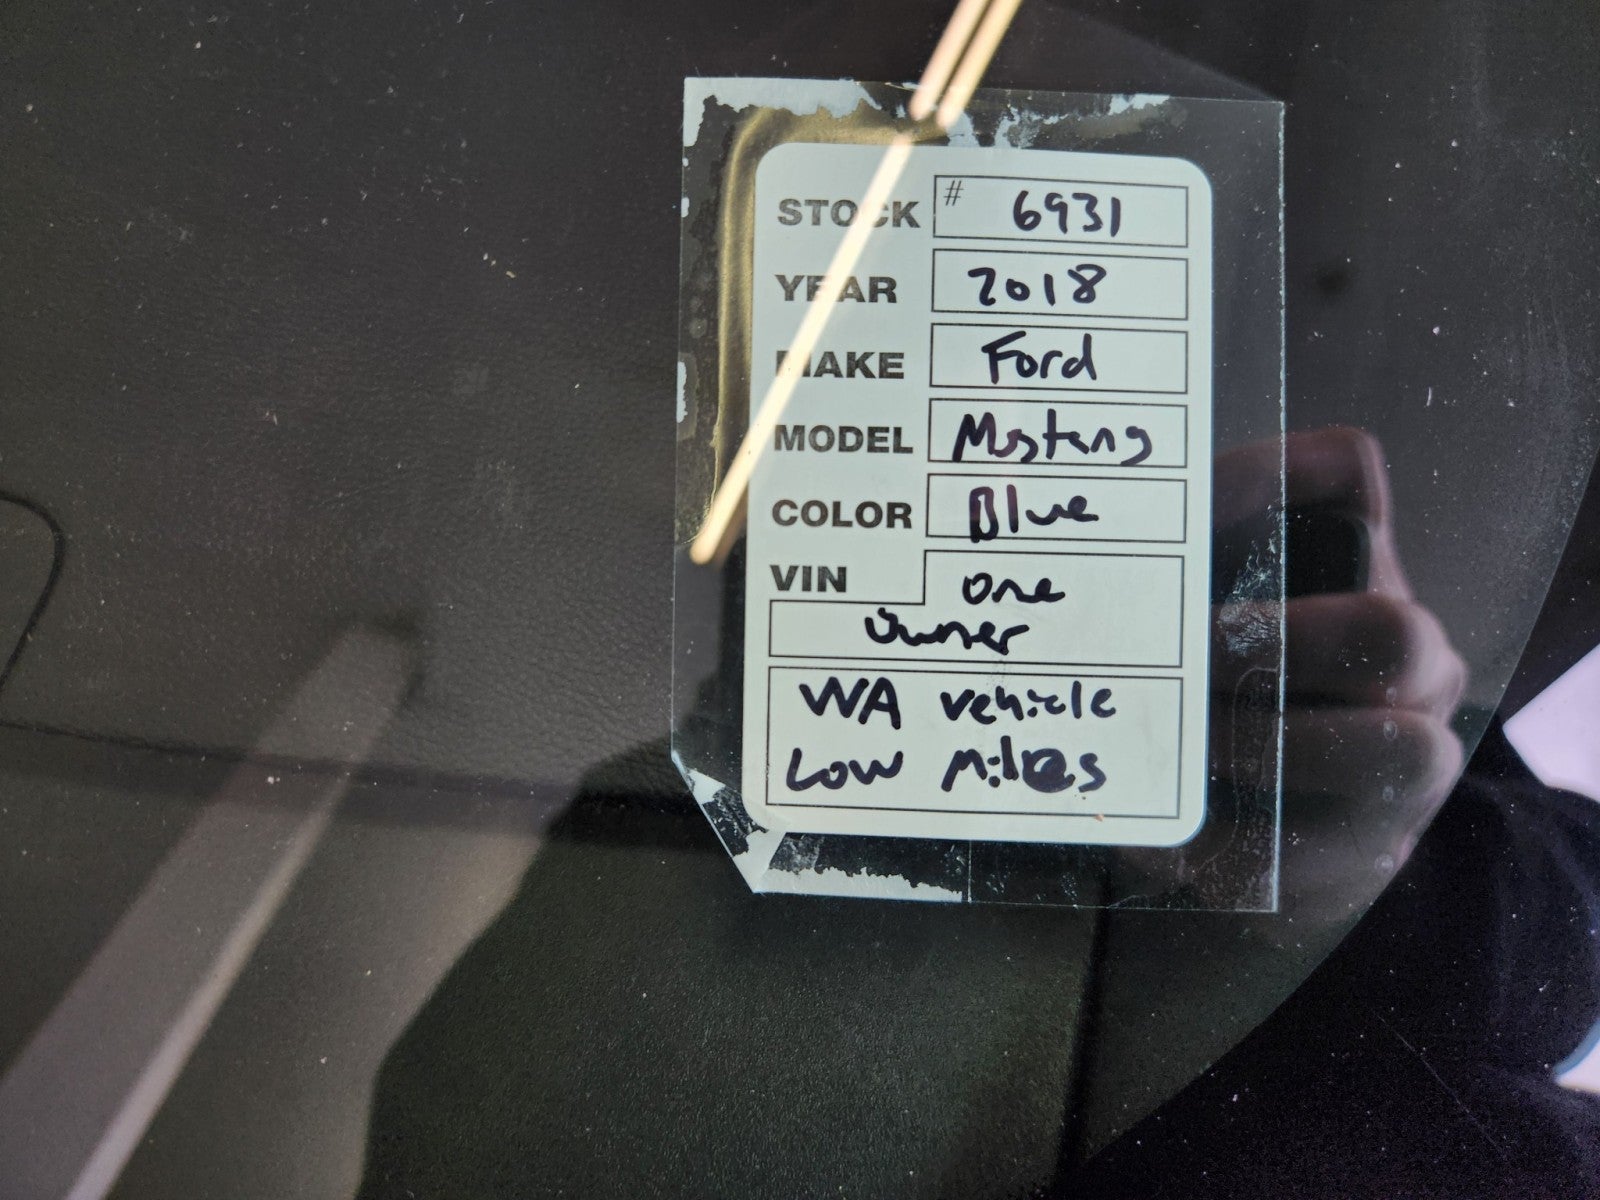 STOCK # 6931
YEAR 2018
MAKE Ford
MODEL Mustang
COLOR Blue
VIN One
Owner
WA vehicle
Low Miles